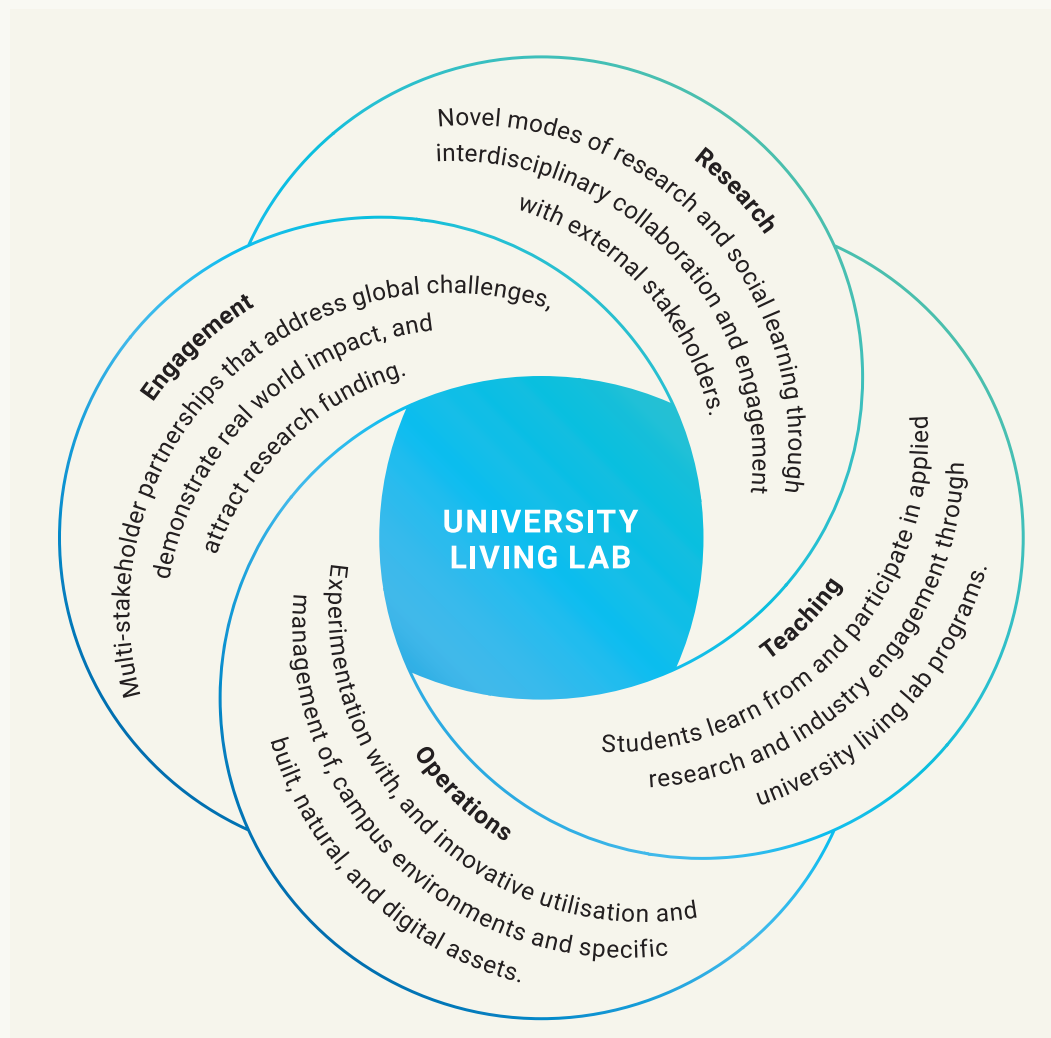 Research
Novel modes of research and social learning through
interdisciplinary collaboration and engagement
with external stakeholders.
Engagement
Multi-stakeholder partnerships that address global challenges,
demonstrate real world impact, and
attract research funding.
UNIVERSITY
LIVING LAB
Teaching
Students learn from and participate in applied
research and industry engagement through
university living lab programs.
Operations
Experimentation with, and innovative utilisation and
management of, campus environments and specific
built, natural, and digital assets.